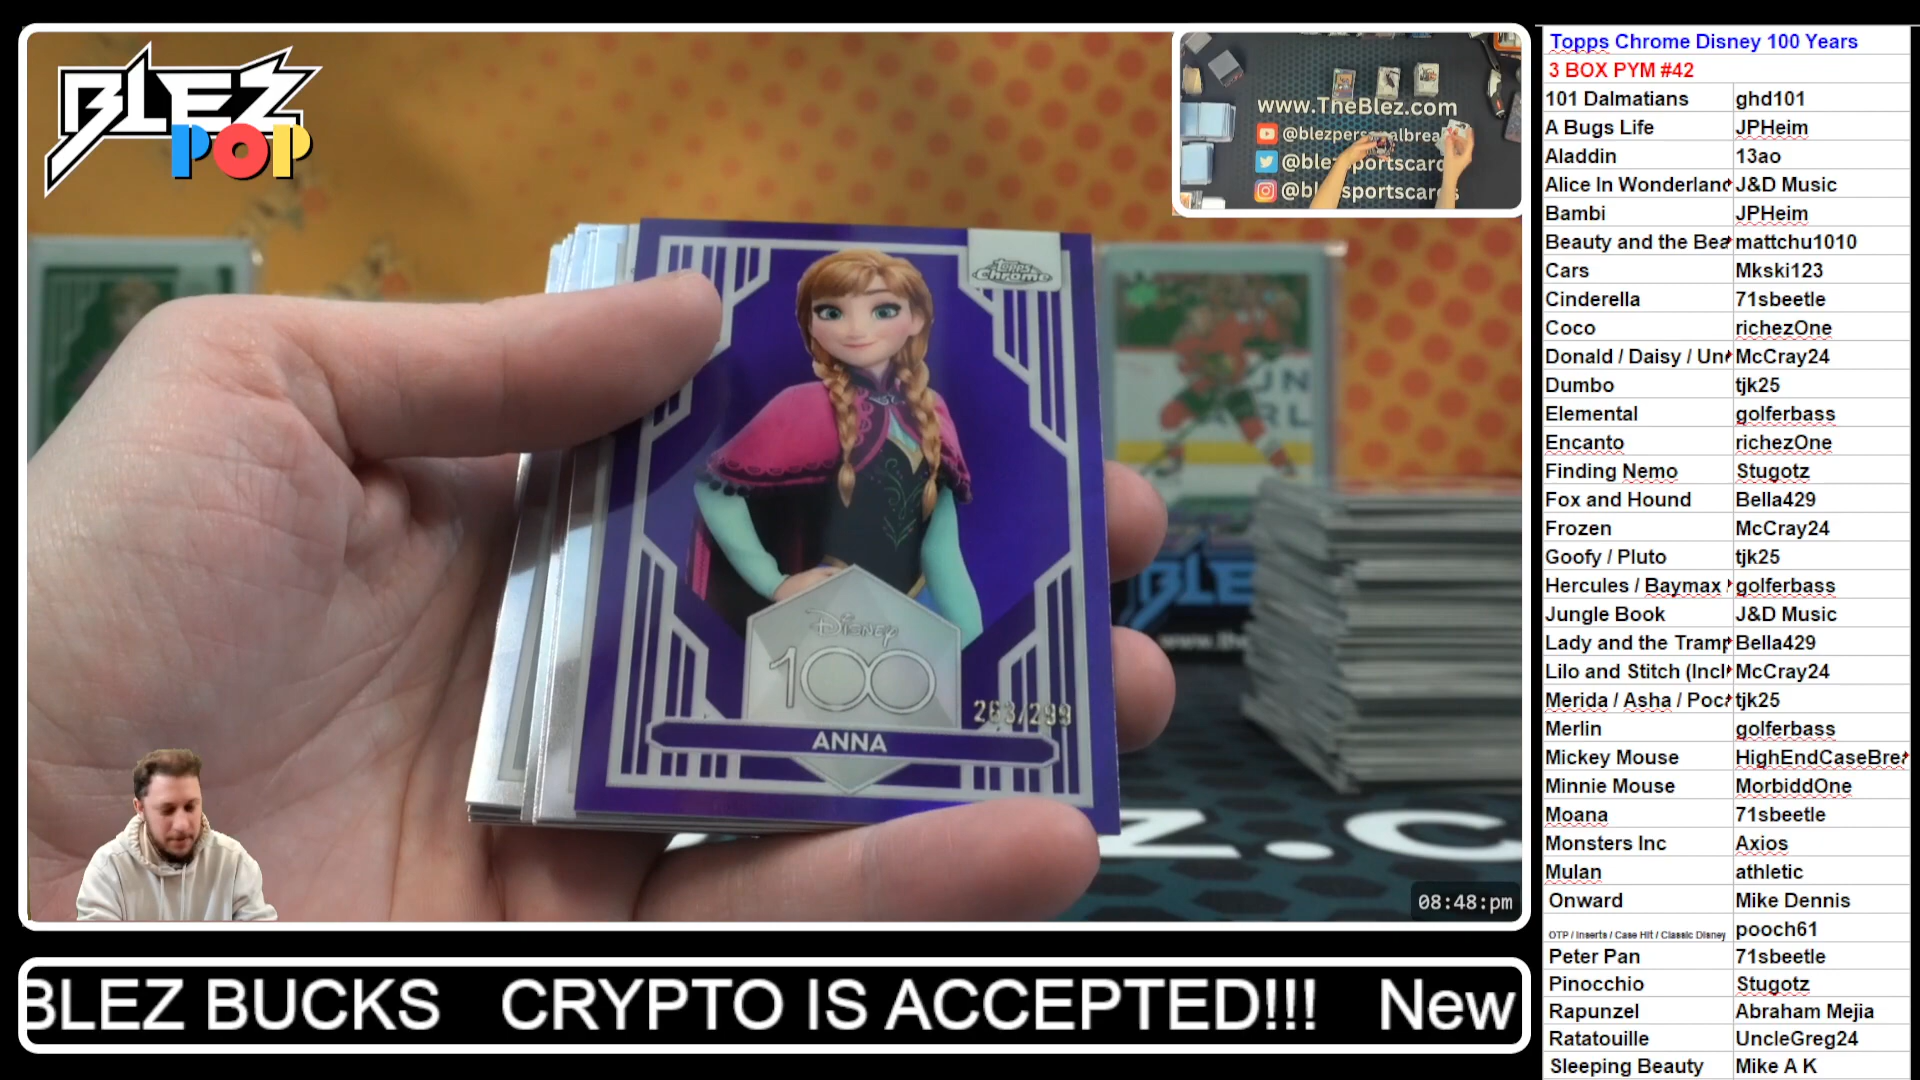 BLEZ
POP
www.TheBlez.com
Topps
Chrome
Disney
100
ANNA
08:48:pm
BLEZ BUCKS CRYPTO IS ACCEPTED!!! New
Topps Chrome Disney 100 Years
3 BOX PYM #42
101 Dalmatians ghd101
A Bugs Life JPHeim
Aladdin 13ao
Alice In Wonderland J&D Music
Bambi JPHeim
Beauty and the Bea mattchu1010
Cars Mkski123
Cinderella 71sbeetle
Coco richezOne
Donald / Daisy / Un McCray24
Dumbo tjk25
Elemental golferbass
Encanto richezOne
Finding Nemo Stugotz
Fox and Hound Bella429
Frozen McCray24
Goofy / Pluto tjk25
Hercules / Baymax golferbass
Jungle Book J&D Music
Lady and the Tramp Bella429
Lilo and Stitch (Incl McCray24
Merida / Asha / Poc tjk25
Merlin golferbass
Mickey Mouse HighEndCaseBrea
Minnie Mouse MorbiddOne
Moana 71sbeetle
Monsters Inc Axios
Mulan athletic
Onward Mike Dennis
OTP / Inserts / Case Hit / Classic Disney pooch61
Peter Pan 71sbeetle
Pinocchio Stugotz
Rapunzel Abraham Mejia
Ratatouille UncleGreg24
Sleeping Beauty Mike A K